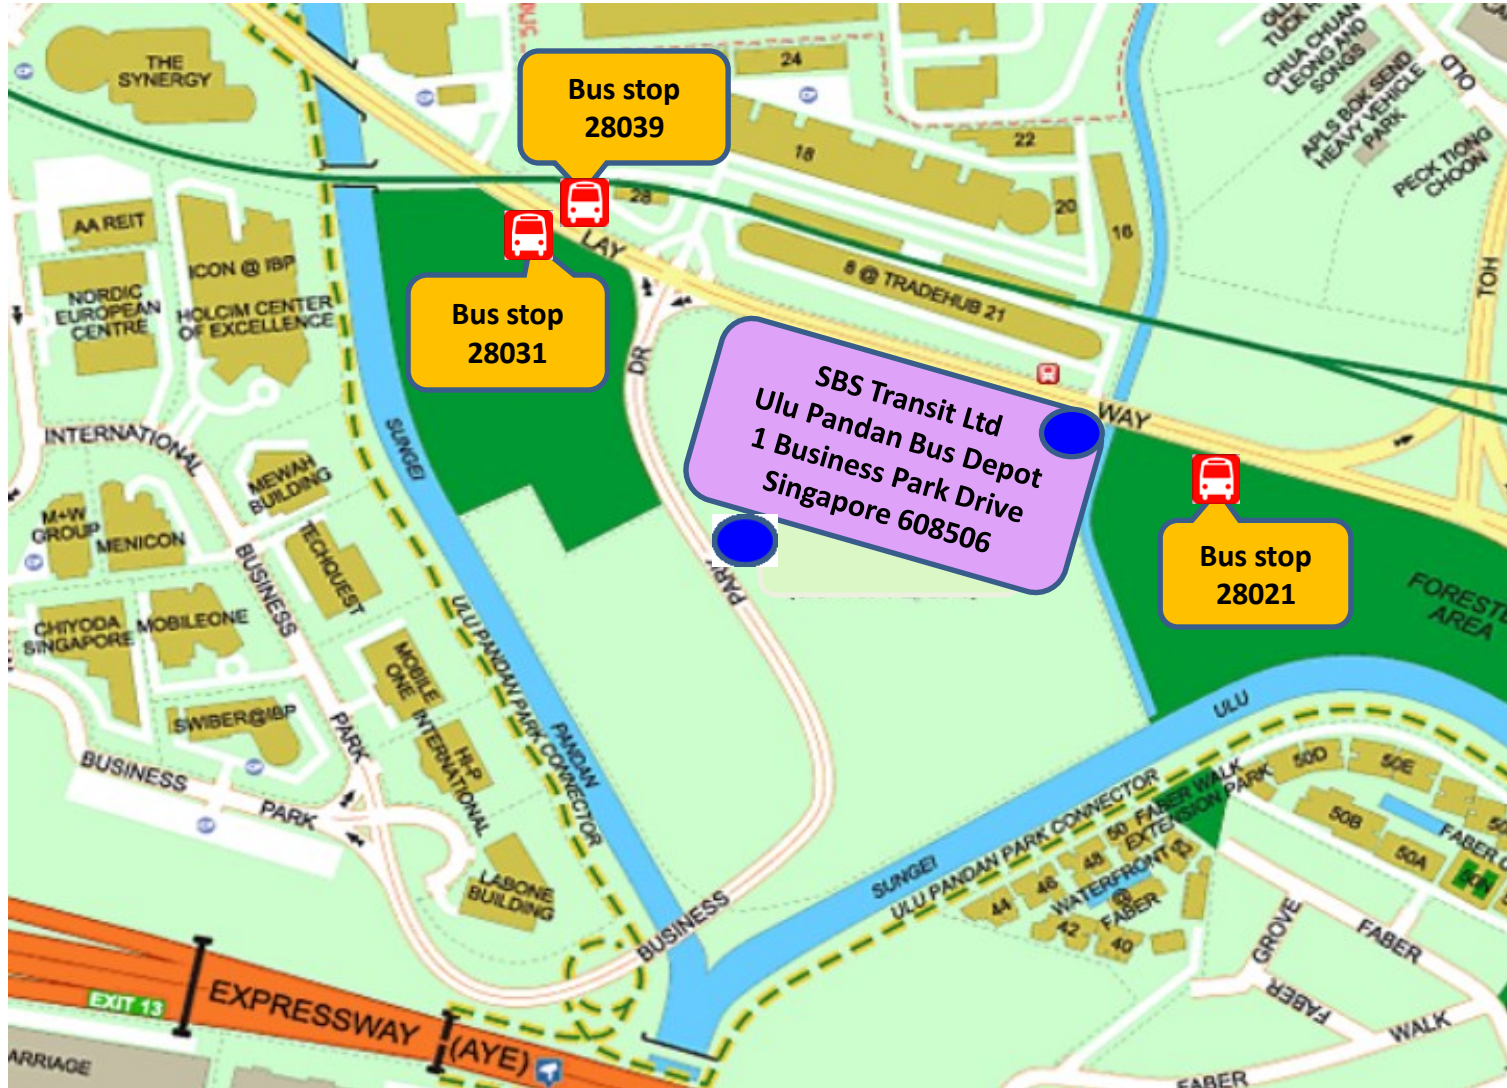 THE
SYNERGY
24
Bus stop
28039
22
18
28
20
16
OLD
CHUA CHUAN
LEONG AND
SONGS
APLS BOK SEND
HEAVY VEHICLE
PARK
PECK TIONG
CHOON
TOH
AA REIT
ICON @ IBP
NORDIC
EUROPEAN
CENTRE
HOLCIM CENTER
OF EXCELLENCE
LAY
8 @ TRADEHUB 21
Bus stop
28031
DR
SBS Transit Ltd
Ulu Pandan Bus Depot
1 Business Park Drive
Singapore 608506
WAY
INTERNATIONAL
SUNGEI
MEWAH
BUILDING
M+W
GROUP
MENICON
BUSINESS
TECHQUEST
PARK
Bus stop
28021
CHIYODA
SINGAPORE
MOBILEONE
ULU PANDAN PARK CONNECTOR
MOBILE
ONE
SWIBER@IBP
PARK
HI-P
INTERNATIONAL
PANDAN
ULU
BUSINESS
PARK
LABONE
BUILDING
BUSINESS
SUNGEI
ULU PANDAN PARK CONNECTOR
FABER WALK
EXTENSION PARK
50D
50E
50B
50A
50
48
46
44
42
40
WATERFRONT
@
FABER
GROVE
FABER
FABER
WALK
FABER
EXIT 13
EXPRESSWAY
(AYE)